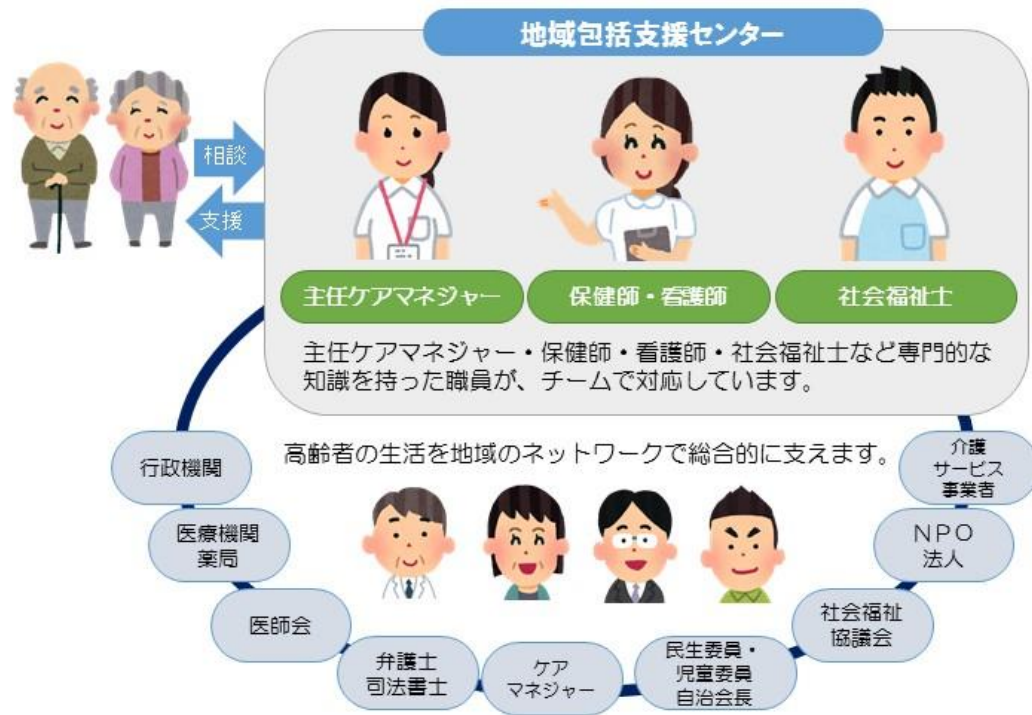 地域包括支援センター
相談
支援
主任ケアマネジャー
保健師・看護師
社会福祉士
主任ケアマネジャー・保健師・看護師・社会福祉士など専門的な
知識を持った職員が、チームで対応しています。
高齢者の生活を地域のネットワークで総合的に支えます。
行政機関
医療機関
薬局
医師会
弁護士
司法書士
ケア
マネジャー
民生委員・
児童委員
自治会長
社会福祉
協議会
NPO
法人
介護
サービス
事業者